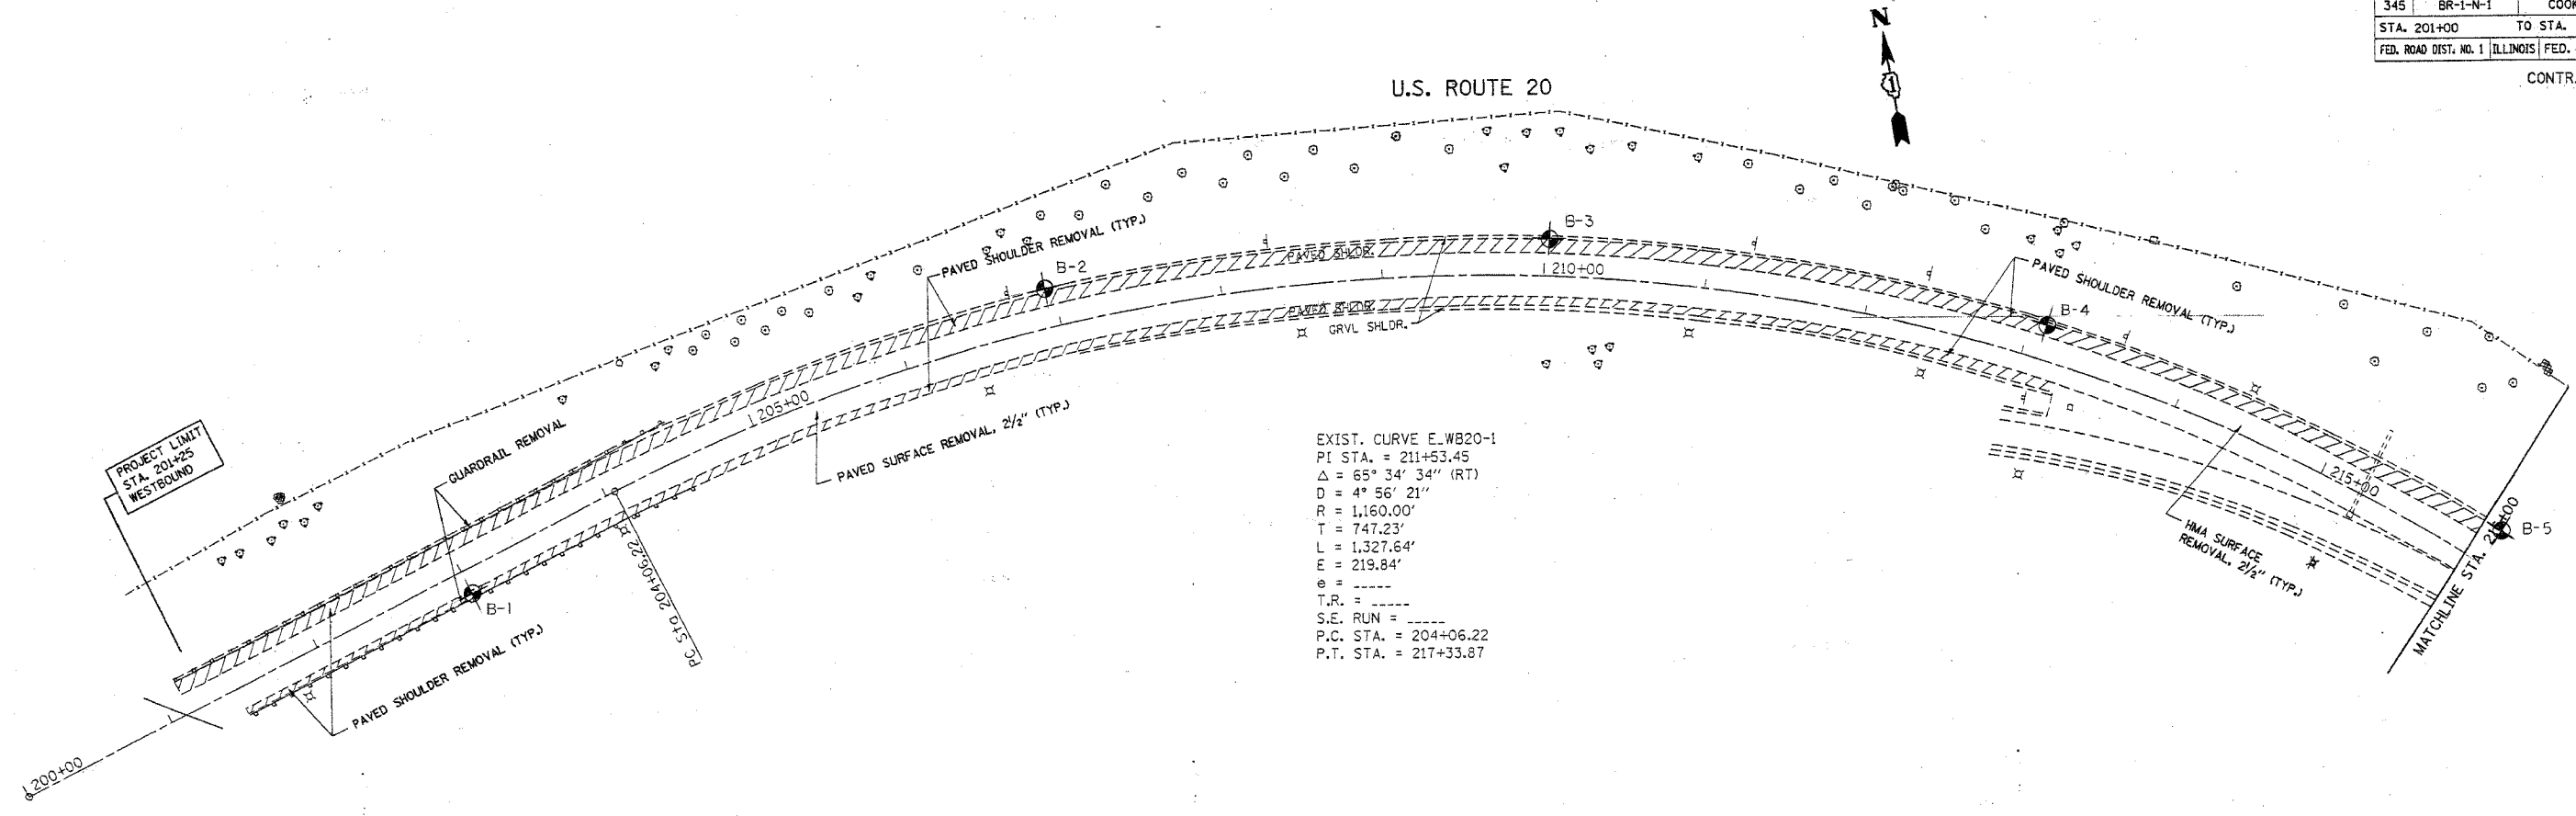 345 BR-1-N-1 COOK
STA. 201+00 TO STA.
FED. ROAD DIST. NO. 1 ILLINOIS FED.
CONTR.
N
1
U.S. ROUTE 20
B-3
PAVED SHOULDER REMOVAL (TYP.)
B-2
PAVED SHLDR.
210+00
PAVED SHLDR.
GRVL SHLDR.
PAVED SHOULDER REMOVAL (TYP.)
B-4
205+00
PAVED SURFACE REMOVAL, 2½" (TYP.)
GUARDRAIL REMOVAL
PROJECT LIMIT
STA. 201+25
WESTBOUND
EXIST. CURVE E_WB20-1
PI STA. = 211+53.45
Δ = 65° 34' 34" (RT)
D = 4° 56' 21"
R = 1,160.00'
T = 747.23'
L = 1,327.64'
E = 219.84'
e = -----
T.R. = -----
S.E. RUN = -----
P.C. STA. = 204+06.22
P.T. STA. = 217+33.87
215+00
B-5
HMA SURFACE
REMOVAL, 2½" (TYP.)
MATCHLINE STA.
B-1
PC Sta 204+06.22
PAVED SHOULDER REMOVAL (TYP.)
200+00